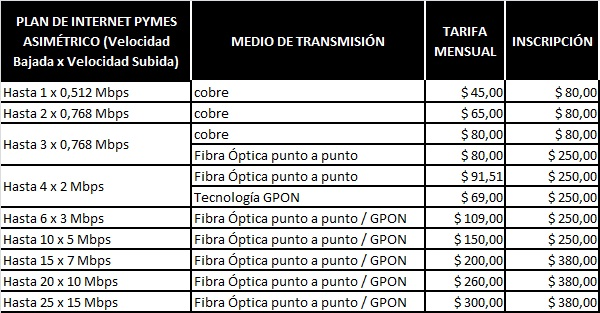 PLAN DE INTERNET PYMES ASIMÉTRICO (Velocidad Bajada x Velocidad Subida) MEDIO DE TRANSMISIÓN TARIFA MENSUAL INSCRIPCIÓN
Hasta 1 x 0,512 Mbps cobre $ 45,00 $ 80,00
Hasta 2 x 0,768 Mbps cobre $ 65,00 $ 80,00
Hasta 3 x 0,768 Mbps cobre $ 80,00 $ 80,00
Fibra Óptica punto a punto $ 80,00 $ 250,00
Hasta 4 x 2 Mbps Fibra Óptica punto a punto $ 91,51 $ 250,00
Tecnología GPON $ 69,00 $ 250,00
Hasta 6 x 3 Mbps Fibra Óptica punto a punto / GPON $ 109,00 $ 250,00
Hasta 10 x 5 Mbps Fibra Óptica punto a punto / GPON $ 150,00 $ 250,00
Hasta 15 x 7 Mbps Fibra Óptica punto a punto / GPON $ 200,00 $ 380,00
Hasta 20 x 10 Mbps Fibra Óptica punto a punto / GPON $ 260,00 $ 380,00
Hasta 25 x 15 Mbps Fibra Óptica punto a punto / GPON $ 300,00 $ 380,00